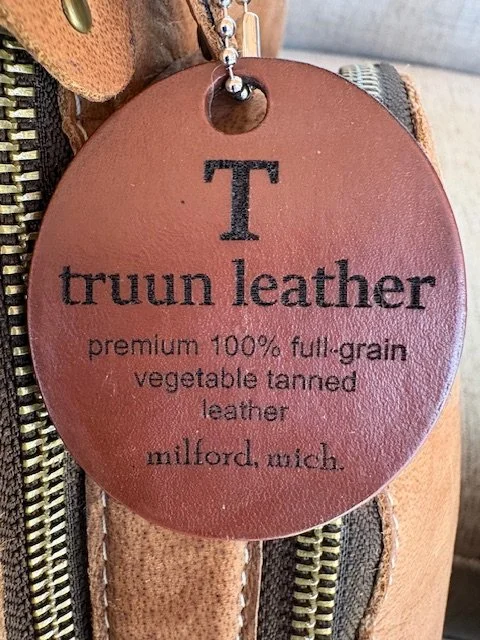 T
truun leather
premium 100% full-grain
vegetable tanned
leather
milford, mich.